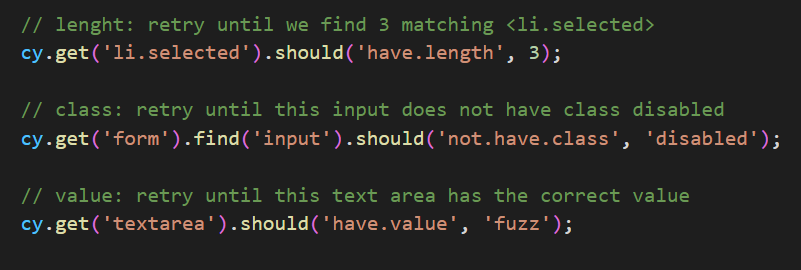 // lenght: retry until we find 3 matching <li.selected>
cy.get('li.selected').should('have.length', 3);
// class: retry until this input does not have class disabled
cy.get('form').find('input').should('not.have.class', 'disabled');
// value: retry until this text area has the correct value
cy.get('textarea').should('have.value', 'fuzz');